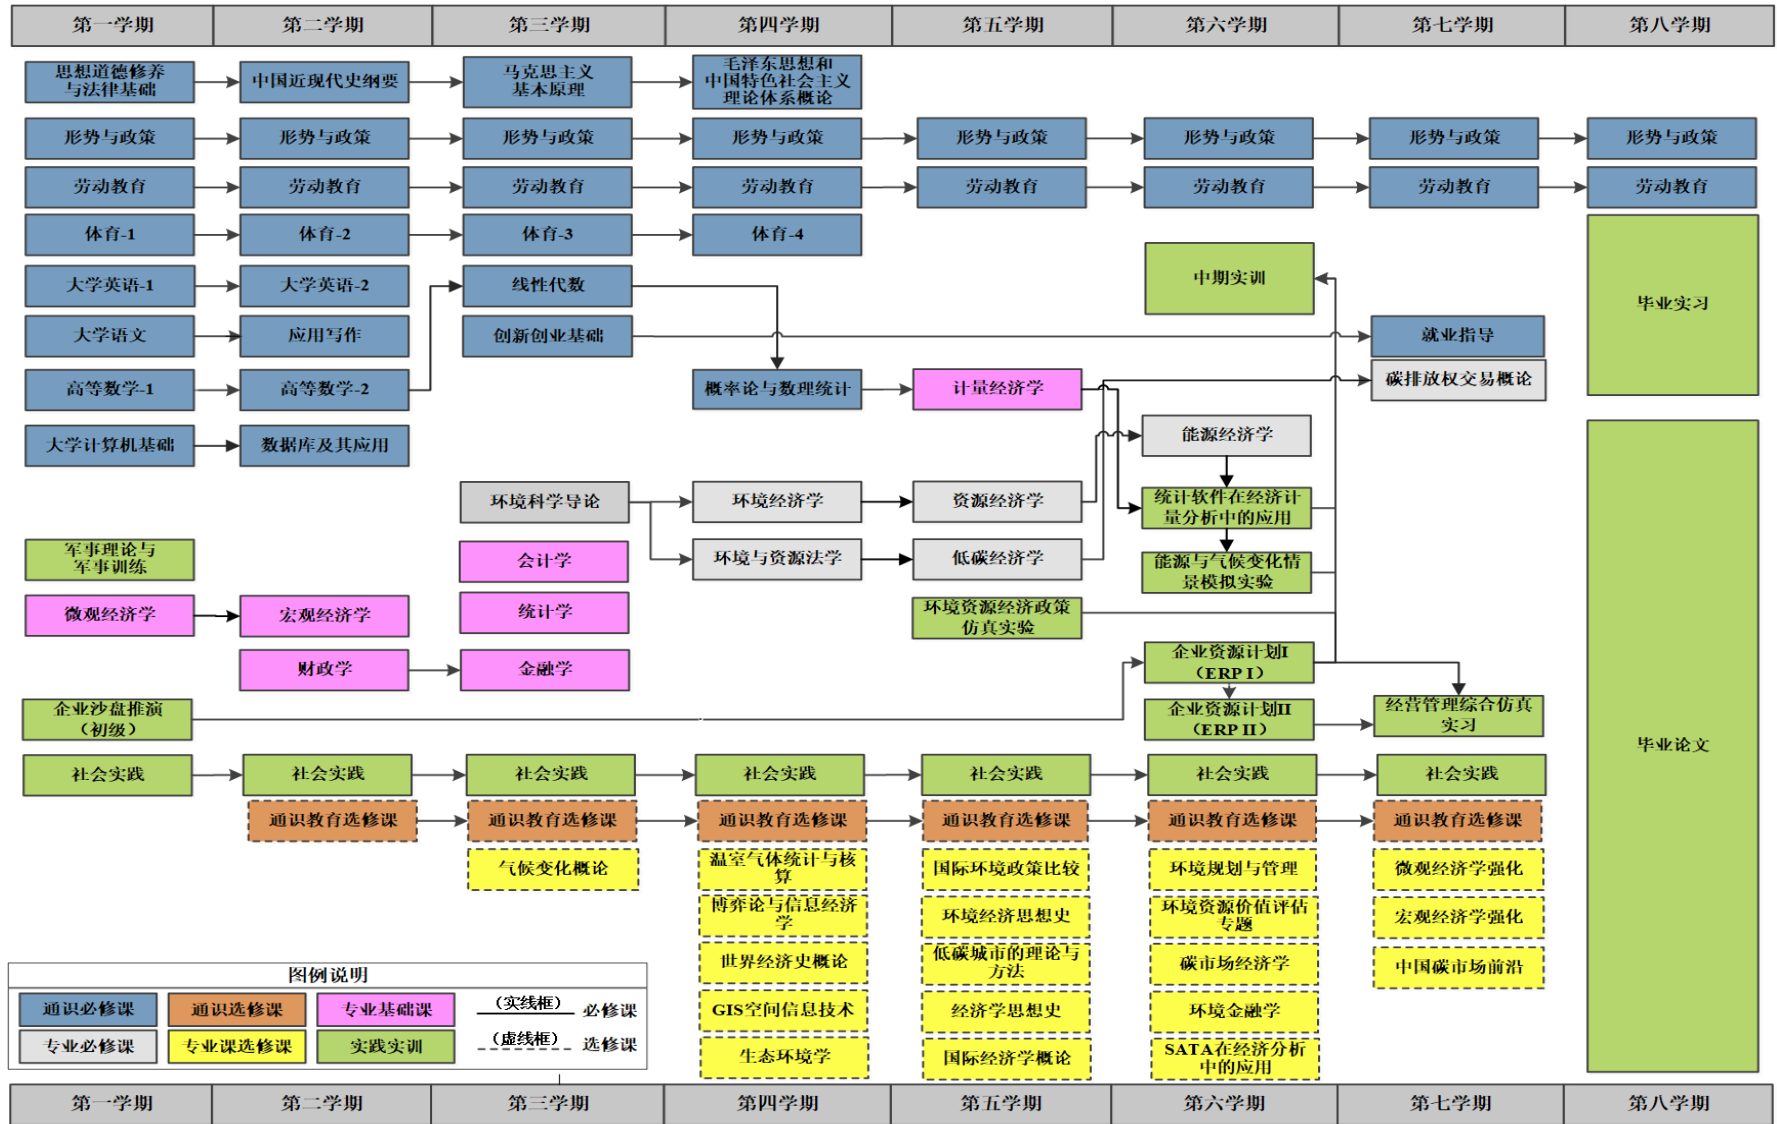 第一学期
第二学期
第三学期
第四学期
第五学期
第六学期
第七学期
第八学期
思想道德修养
与法律基础
中国近现代史纲要
马克思主义
基本原理
毛泽东思想和
中国特色社会主义
理论体系概论
形势与政策
形势与政策
形势与政策
形势与政策
形势与政策
形势与政策
形势与政策
形势与政策
劳动教育
劳动教育
劳动教育
劳动教育
劳动教育
劳动教育
劳动教育
劳动教育
体育-1
体育-2
体育-3
体育-4
中期实训
毕业实习
大学英语-1
大学英语-2
线性代数
大学语文
应用写作
创新创业基础
就业指导
高等数学-1
高等数学-2
概率论与数理统计
计量经济学
碳排放权交易概论
大学计算机基础
数据库及其应用
能源经济学
环境科学导论
环境经济学
资源经济学
统计软件在经济计
量分析中的应用
军事理论与
军事训练
会计学
环境与资源法学
低碳经济学
能源与气候变化情
景模拟实验
微观经济学
宏观经济学
统计学
环境资源经济政策
仿真实验
财政学
金融学
企业资源计划I
（ERP I）
企业沙盘推演
（初级）
企业资源计划II
（ERP II）
经营管理综合仿真
实习
毕业论文
社会实践
社会实践
社会实践
社会实践
社会实践
社会实践
社会实践
通识教育选修课
通识教育选修课
通识教育选修课
通识教育选修课
通识教育选修课
通识教育选修课
气候变化概论
温室气体统计与核
算
国际环境政策比较
环境规划与管理
微观经济学强化
博弈论与信息经济
学
环境经济思想史
环境资源价值评估
专题
宏观经济学强化
世界经济史概论
低碳城市的理论与
方法
碳市场经济学
中国碳市场前沿
GIS空间信息技术
经济学思想史
环境金融学
生态环境学
国际经济学概论
SATA在经济分析
中的应用
图例说明
通识必修课
通识选修课
专业基础课
（实线框）
必修课
专业必修课
专业课选修课
实践实训
（虚线框）
选修课
第一学期
第二学期
第三学期
第四学期
第五学期
第六学期
第七学期
第八学期